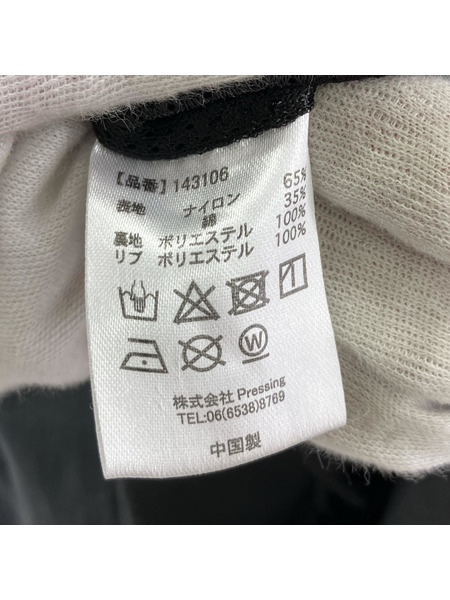 【品番】143106
表地 ナイロン 65%
綿 35%
裏地 ポリエステル 100%
リブ ポリエステル 100%
W
株式会社 Pressing
TEL:06(6538)8769
中国製